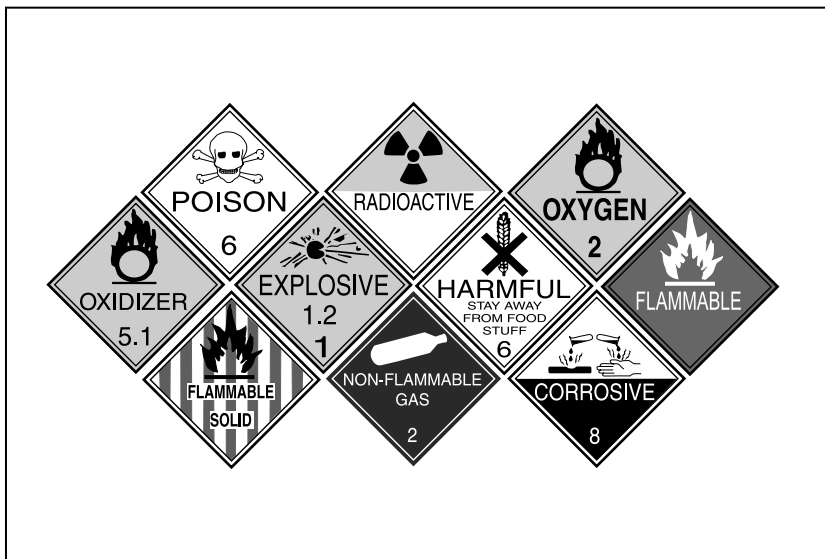 POISON
6
RADIOACTIVE
OXYGEN
2
OXIDIZER
5.1
EXPLOSIVE
1.2
1
HARMFUL
STAY AWAY
FROM FOOD
STUFF
6
FLAMMABLE
FLAMMABLE
SOLID
NON-FLAMMABLE
GAS
2
CORROSIVE
8